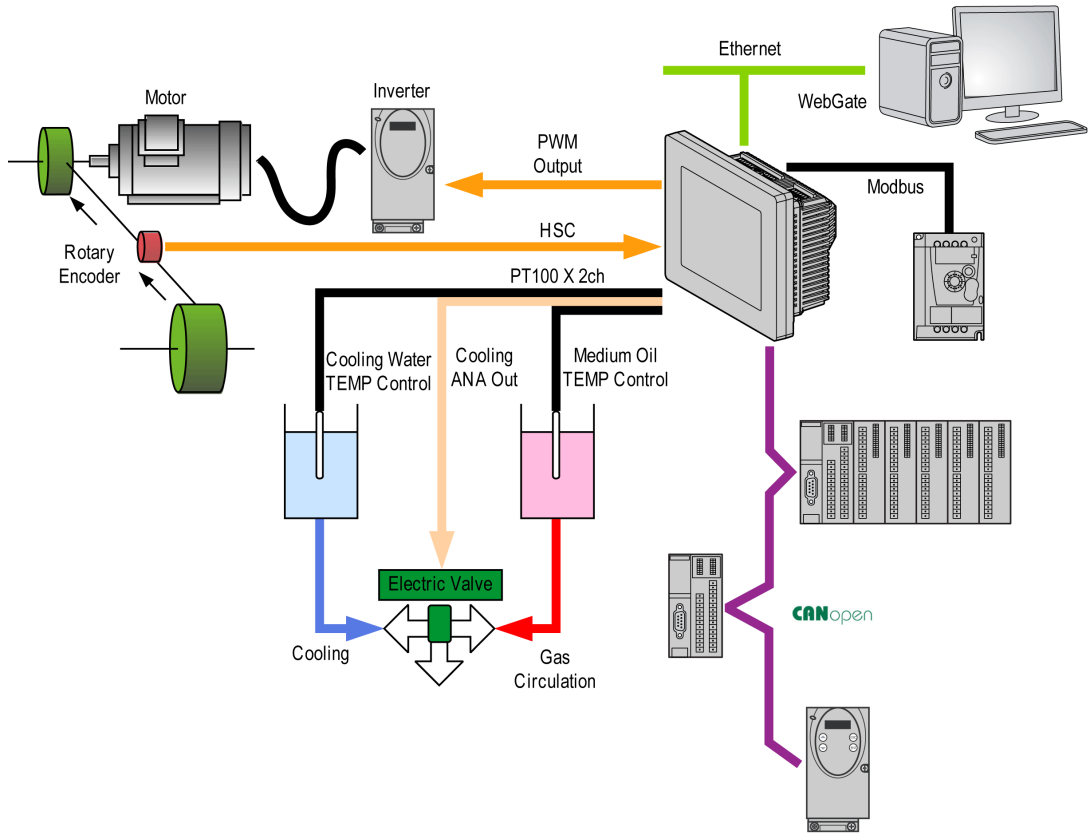 Ethernet
WebGate
Motor
Inverter
PWM
Output
Modbus
HSC
Rotary
Encoder
PT100 X 2ch
Cooling Water
TEMP Control
Cooling
ANA Out
Medium Oil
TEMP Control
Electric Valve
CANopen
Cooling
Gas
Circulation